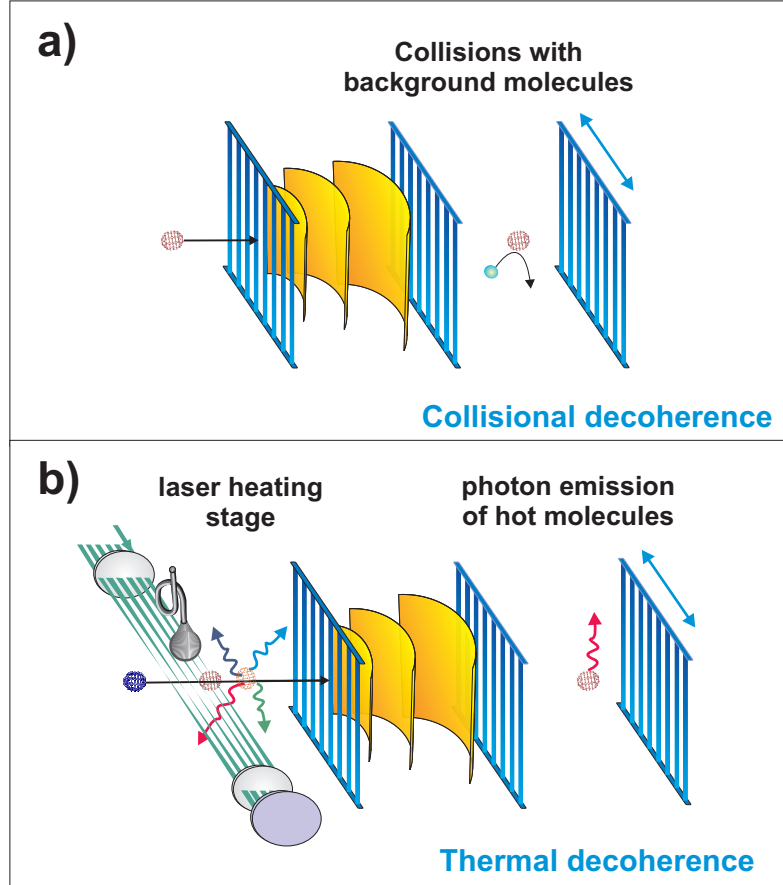 a)
Collisions with
background molecules
Collisional decoherence
b)
laser heating
stage
photon emission
of hot molecules
Thermal decoherence